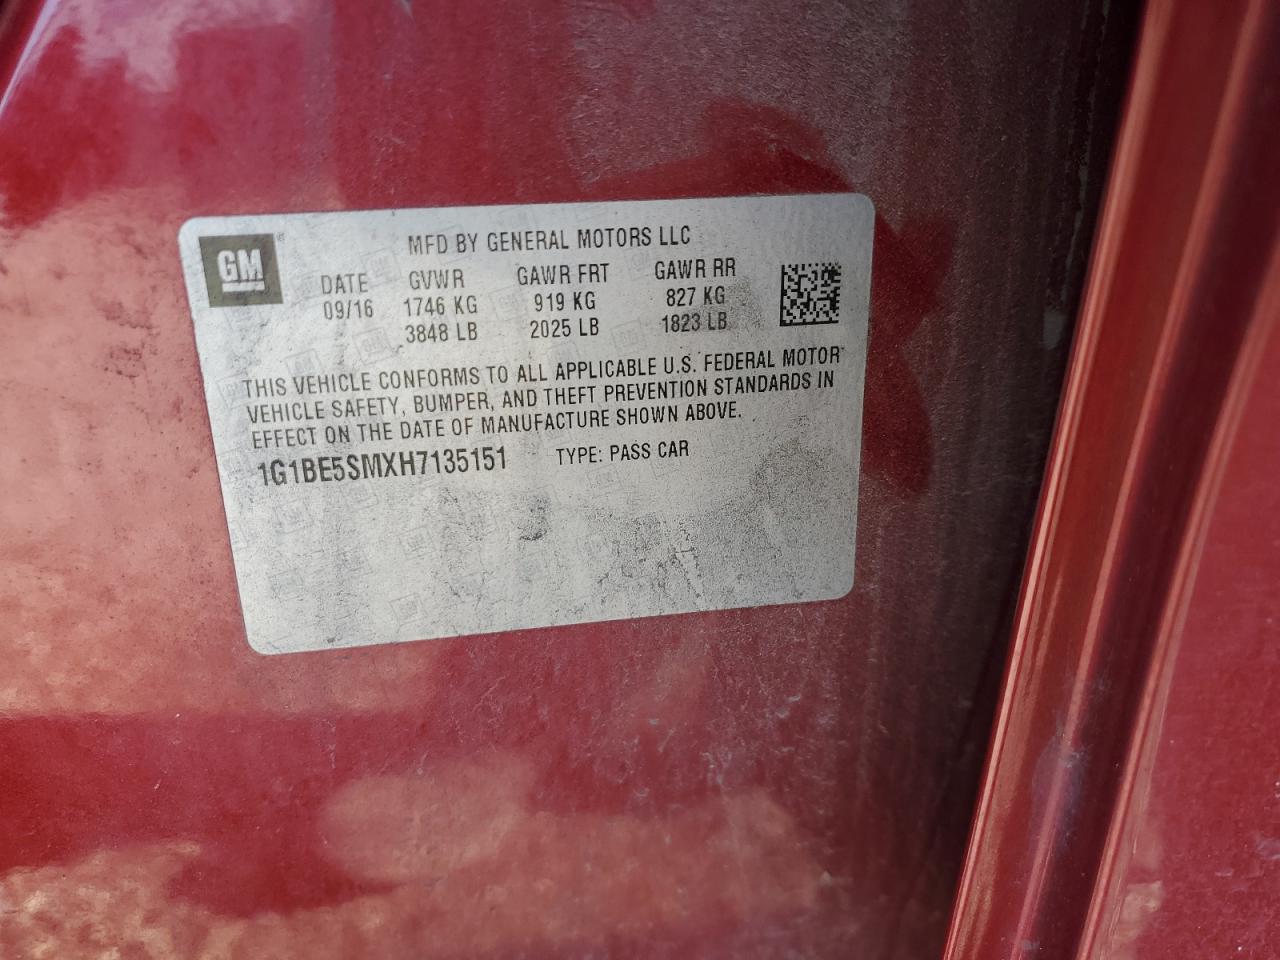 GM
MFD BY GENERAL MOTORS LLC
DATE GVWR GAWR FRT GAWR RR
09/16 1746 KG 919 KG 827 KG
3848 LB 2025 LB 1823 LB
THIS VEHICLE CONFORMS TO ALL APPLICABLE U.S. FEDERAL MOTOR
VEHICLE SAFETY, BUMPER, AND THEFT PREVENTION STANDARDS IN
EFFECT ON THE DATE OF MANUFACTURE SHOWN ABOVE.
1G1BE5SMXH7135151 TYPE: PASS CAR